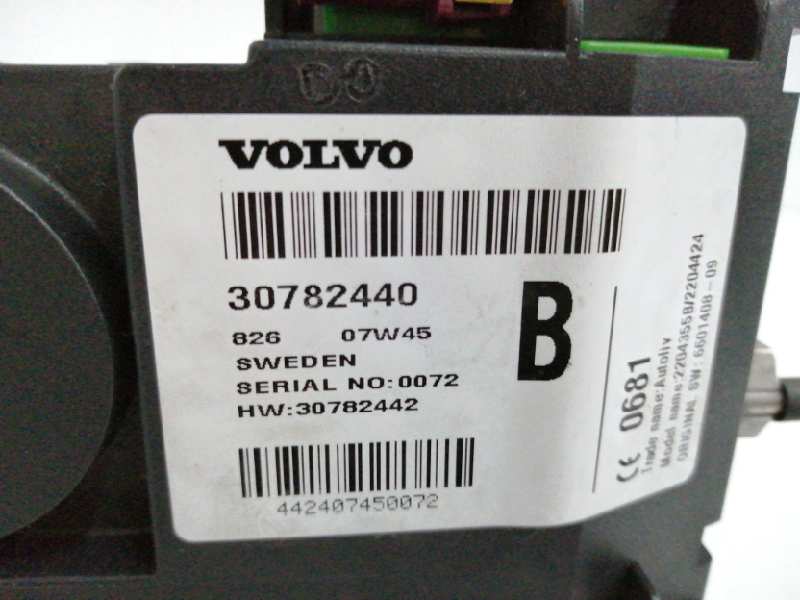 VOLVO
30782440
B
826 07W45
SWEDEN
SERIAL NO:0072
HW:30782442
442407450072
CE 0681
Trade name:Autoliv
Model name:22043558/2204424
ORIGINAL SW:6601408-09